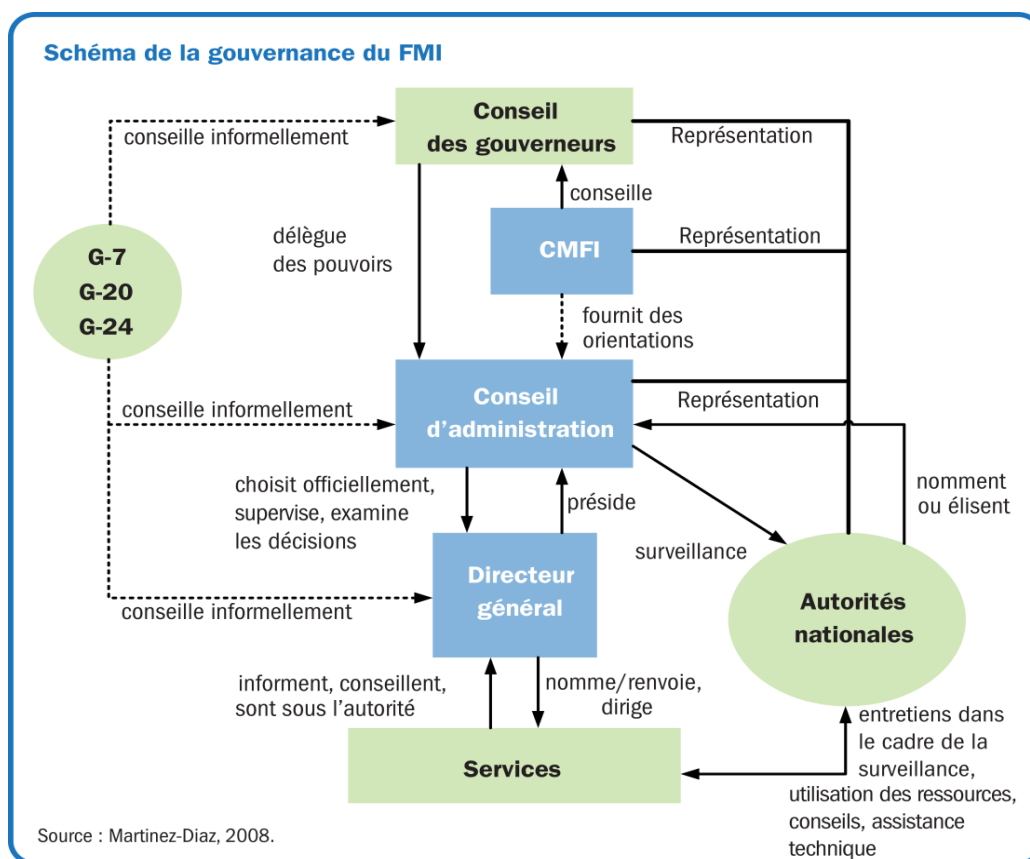 Schéma de la gouvernance du FMI
Conseil
des gouverneurs
conseille informellement
Représentation
conseille
délègue
des pouvoirs
CMFI
Représentation
G-7
G-20
G-24
fournit des
orientations
Conseil
d'administration
conseille informellement
Représentation
choisit officiellement,
supervise, examine
les décisions
préside
nomment
ou élisent
surveillance
Directeur
général
conseille informellement
Autorités
nationales
informent, conseillent,
sont sous l'autorité
nomme/renvoie,
dirige
Services
entretiens dans
le cadre de la
surveillance,
utilisation des ressources,
conseils, assistance
technique
Source : Martinez-Diaz, 2008.